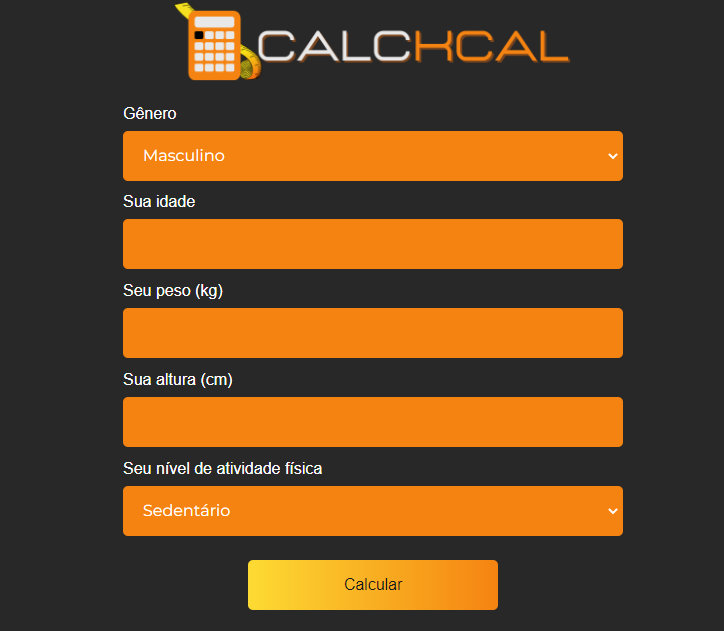 CALCKCAL
Gênero
Masculino
Sua idade
Seu peso (kg)
Sua altura (cm)
Seu nível de atividade física
Sedentário
Calcular